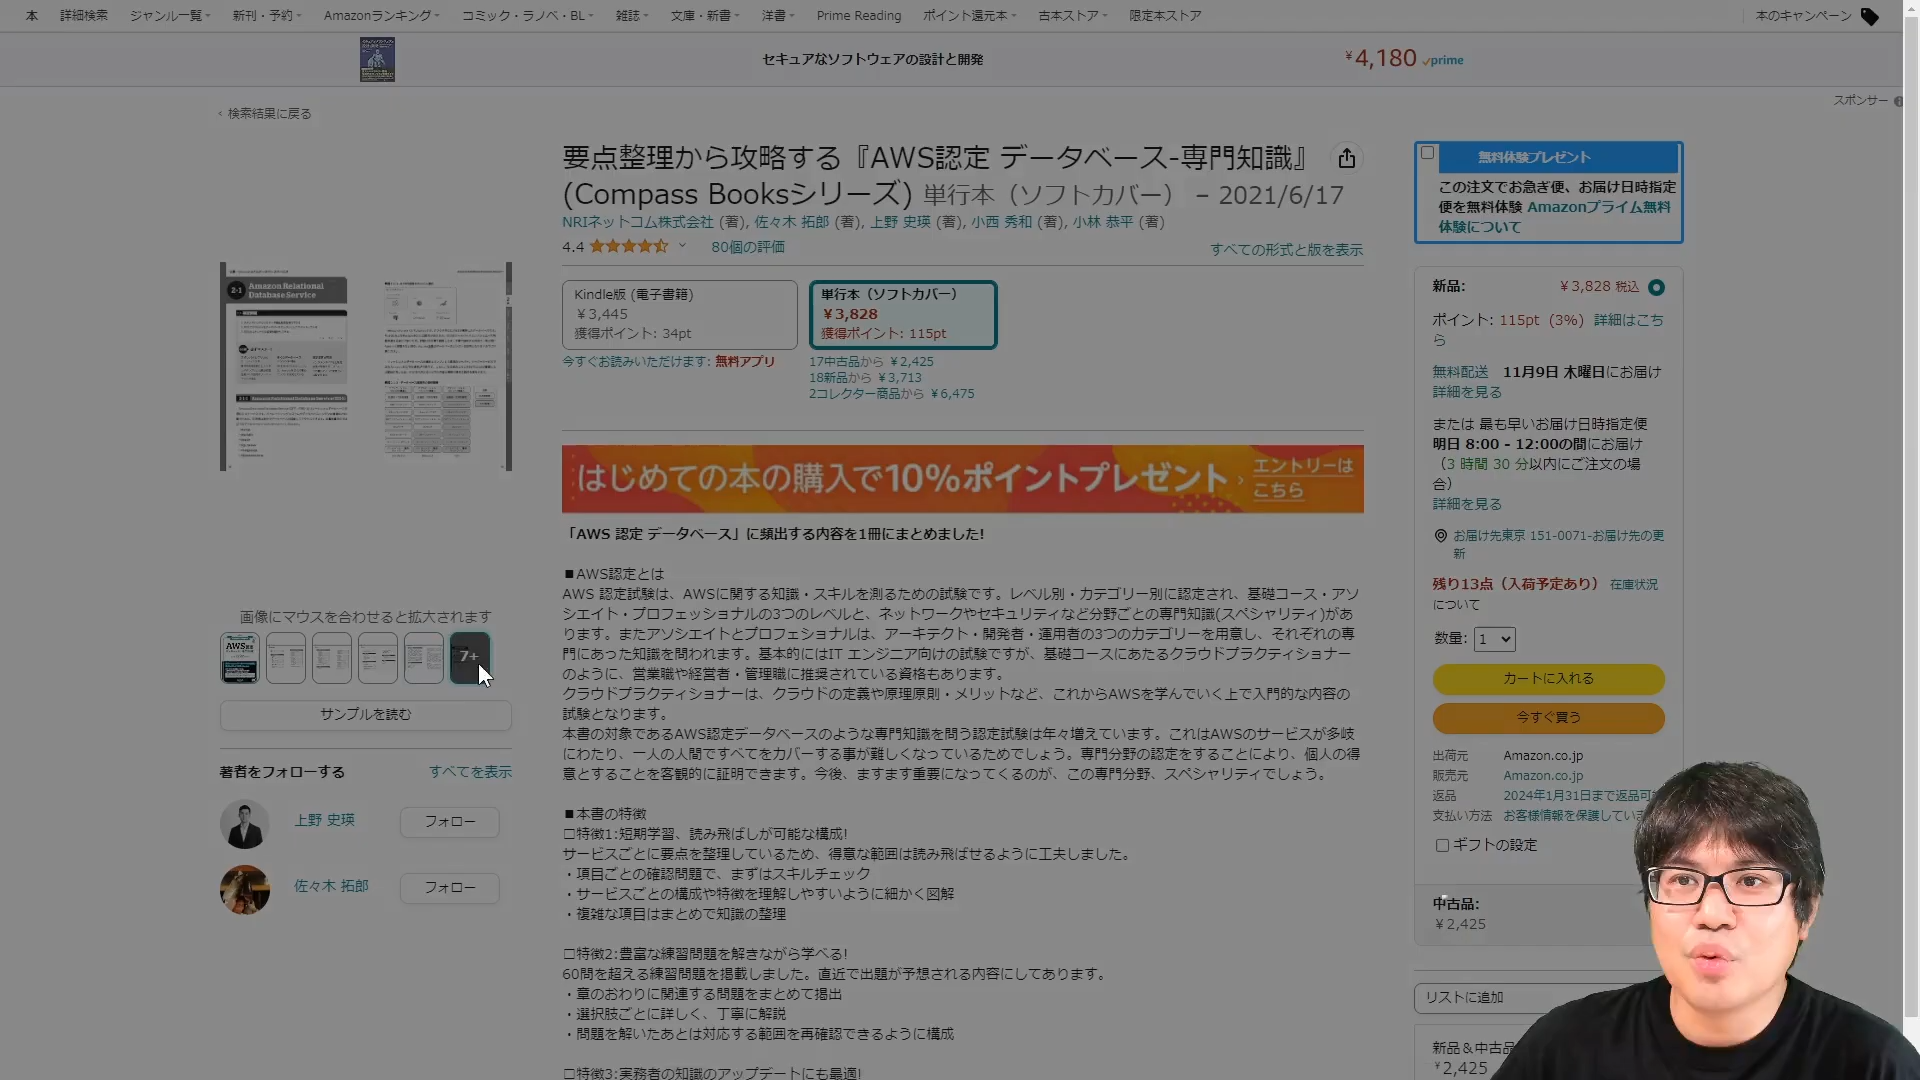 本 詳細検索 ジャンル一覧 新刊・予約 Amazonランキング コミック・ラノベ・BL 雑誌 文庫・新書 洋書 Prime Reading ポイント還元本 古本ストア 限定本ストア 本のキャンペーン
セキュアなソフトウェアの設計と開発 ¥4,180 prime
スポンサー
‹ 検索結果に戻る
要点整理から攻略する『AWS認定 データベース-専門知識』
(Compass Booksシリーズ) 単行本（ソフトカバー） – 2021/6/17
NRIネットコム株式会社 (著), 佐々木 拓郎 (著), 上野 史瑛 (著), 小西 秀和 (著), 小林 恭平 (著)
4.4 80個の評価
すべての形式と版を表示
Kindle版 (電子書籍)
￥3,445
獲得ポイント: 34pt
今すぐお読みいただけます: 無料アプリ
単行本（ソフトカバー）
￥3,828
獲得ポイント: 115pt
17中古品から ￥2,425
18新品から ￥3,713
2コレクター商品から ￥6,475
はじめての本の購入で10%ポイントプレゼント › エントリーは
こちら
2-1 Amazon Relational
Database Service
画像にマウスを合わせると拡大されます
AWS認定
7+
サンプルを読む
著者をフォローする すべてを表示
上野 史瑛 フォロー
佐々木 拓郎 フォロー
「AWS 認定 データベース」に頻出する内容を1冊にまとめました!
■AWS認定とは
AWS 認定試験は、AWSに関する知識・スキルを測るための試験です。レベル別・カテゴリー別に認定され、基礎コース・アソ
シエイト・プロフェッショナルの3つのレベルと、ネットワークやセキュリティなど分野ごとの専門知識(スペシャリティ)があ
ります。またアソシエイトとプロフェショナルは、アーキテクト・開発者・運用者の3つのカテゴリーを用意し、それぞれの専
門にあった知識を問われます。基本的にはIT エンジニア向けの試験ですが、基礎コースにあたるクラウドプラクティショナー
のように、営業職や経営者・管理職に推奨されている資格もあります。
クラウドプラクティショナーは、クラウドの定義や原理原則・メリットなど、これからAWSを学んでいく上で入門的な内容の
試験となります。
本書の対象であるAWS認定データベースのような専門知識を問う認定試験は年々増えています。これはAWSのサービスが多岐
にわたり、一人の人間ですべてをカバーする事が難しくなっているためでしょう。専門分野の認定をすることにより、個人の得
意とすることを客観的に証明できます。今後、ますます重要になってくるのが、この専門分野、スペシャリティでしょう。
■本書の特徴
□特徴1:短期学習、読み飛ばしが可能な構成!
サービスごとに要点を整理しているため、得意な範囲は読み飛ばせるように工夫しました。
・項目ごとの確認問題で、まずはスキルチェック
・サービスごとの構成や特徴を理解しやすいように細かく図解
・複雑な項目はまとめて知識の整理
□特徴2:豊富な練習問題を解きながら学べる!
60問を超える練習問題を掲載しました。直近で出題が予想される内容にしてあります。
・章のおわりに関連する問題をまとめて掲出
・選択肢ごとに詳しく、丁寧に解説
・問題を解いたあとは対応する範囲を再確認できるように構成
□特徴3:実務者の知識のアップデートにも最適!
無料体験プレゼント
この注文でお急ぎ便、お届け日時指定
便を無料体験 Amazonプライム無料
体験について
新品: ￥3,828 税込
ポイント: 115pt (3%) 詳細はこち
ら
無料配送 11月9日 木曜日にお届け
詳細を見る
または 最も早いお届け日時指定便
明日 8:00 - 12:00の間にお届け
（3 時間 30 分以内にご注文の場
合）
詳細を見る
お届け先東京 151-0071-お届け先の更
新
残り13点（入荷予定あり） 在庫状況
について
数量: 1
カートに入れる
今すぐ買う
出荷元 Amazon.co.jp
販売元 Amazon.co.jp
返品 2024年1月31日まで返品可
支払い方法 お客様情報を保護してい
ギフトの設定
中古品:
￥2,425
リストに追加
新品＆中古品
¥2,425